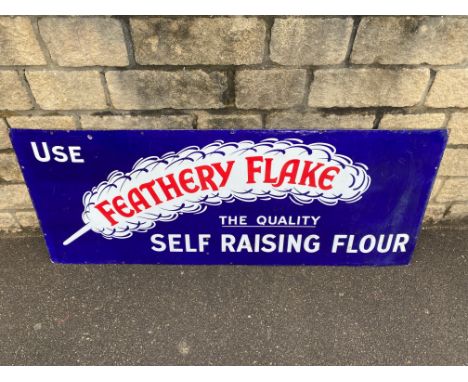 USE
FEATHERY FLAKE
THE QUALITY
SELF RAISING FLOUR